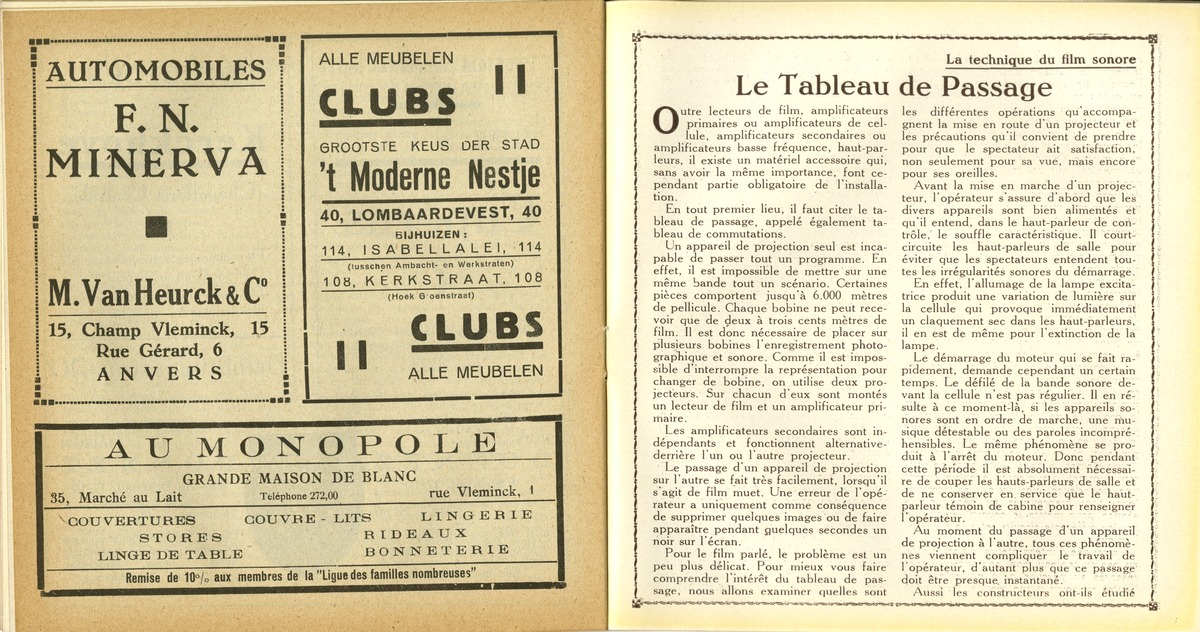 AUTOMOBILES
F. N.
MINERVA
M. Van Heurck & Cº
15, Champ Vleminck, 15
Rue Gérard, 6
ANVERS
ALLE MEUBELEN
CLUBS
GROOTSTE KEUS DER STAD
't Moderne Nestje
40, LOMBAARDEVEST, 40
BIJHUIZEN :
114, ISABELLALEI, 114
(tusschen Ambacht- en Werkstraten)
108, KERKSTRAAT, 108
(Hoek G oenstraat)
CLUBS
ALLE MEUBELEN
AU MONOPOLE
GRANDE MAISON DE BLANC
35, Marché au Lait Téléphone 272,00 rue Vleminck, 1
COUVERTURES COUVRE - LITS LINGERIE
STORES RIDEAUX
LINGE DE TABLE BONNETERIE
Remise de 10% aux membres de la "Ligue des familles nombreuses"
La technique du film sonore
Le Tableau de Passage
Outre lecteurs de film, amplificateurs
primaires ou amplificateurs de cel-
lule, amplificateurs secondaires ou
amplificateurs basse fréquence, haut-par-
leurs, il existe un matériel accessoire qui,
sans avoir la même importance, font ce-
pendant partie obligatoire de l'installa-
tion.
En tout premier lieu, il faut citer le ta-
bleau de passage, appelé également ta-
bleau de commutations.
Un appareil de projection seul est inca-
pable de passer tout un programme. En
effet, il est impossible de mettre sur une
même bande tout un scénario. Certaines
pièces comportent jusqu'à 6.000 mètres
de pellicule. Chaque bobine ne peut rece-
voir que de deux à trois cents mètres de
film. Il est donc nécessaire de placer sur
plusieurs bobines l'enregistrement photo-
graphique et sonore. Comme il est impos-
sible d'interrompre la représentation pour
changer de bobine, on utilise deux pro-
jecteurs. Sur chacun d'eux sont montés
un lecteur de film et un amplificateur pri-
maire.
Les amplificateurs secondaires sont in-
dépendants et fonctionnent alternative-
derrière l'un ou l'autre projecteur.
Le passage d'un appareil de projection
sur l'autre se fait très facilement, lorsqu'il
s'agit de film muet. Une erreur de l'opé-
rateur a uniquement comme conséquence
de supprimer quelques images ou de faire
apparaître pendant quelques secondes un
noir sur l'écran.
Pour le film parlé, le problème est un
peu plus délicat. Pour mieux vous faire
comprendre l'intérêt du tableau de pas-
sage, nous allons examiner quelles sont
les différentes opérations qu'accompa-
gnent la mise en route d'un projecteur et
les précautions qu'il convient de prendre
pour que le spectateur ait satisfaction,
non seulement pour sa vue, mais encore
pour ses oreilles.
Avant la mise en marche d'un projec-
teur, l'opérateur s'assure d'abord que les
divers appareils sont bien alimentés et
qu'il entend, dans le haut-parleur de con-
trôle, le souffle caractéristique. Il court-
circuite les haut-parleurs de salle pour
éviter que les spectateurs entendent tou-
tes les irrégularités sonores du démarrage.
En effet, l'allumage de la lampe excita-
trice produit une variation de lumière sur
la cellule qui provoque immédiatement
un claquement sec dans les haut-parleurs,
il en est de même pour l'extinction de la
lampe.
Le démarrage du moteur qui se fait ra-
pidement, demande cependant un certain
temps. Le défilé de la bande sonore de-
vant la cellule n'est pas régulier. Il en ré-
sulte à ce moment-là, si les appareils so-
nores sont en ordre de marche, une mu-
sique détestable ou des paroles incompré-
hensibles. Le même phénomène se pro-
duit à l'arrêt du moteur. Donc pendant
cette période il est absolument nécessai-
re de couper les hauts-parleurs de salle et
de ne conserver en service que le haut-
parleur témoin de cabine pour renseigner
l'opérateur.
Au moment du passage d'un appareil
de projection à l'autre, tous ces phénomè-
nes viennent compliquer le travail de
l'opérateur, d'autant plus que ce passage
doit être presque instantané.
Aussi les constructeurs ont-ils étudié